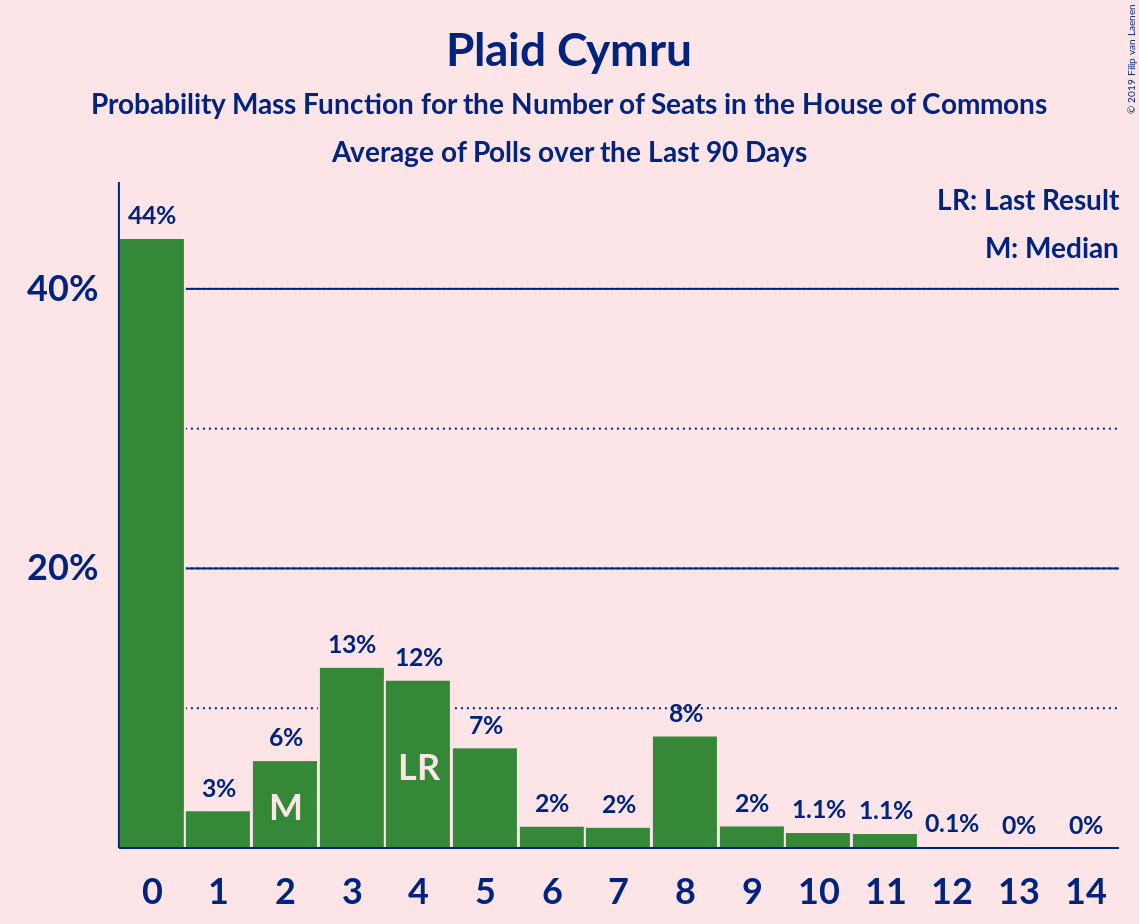 Plaid Cymru
Probability Mass Function for the Number of Seats in the House of Commons
Average of Polls over the Last 90 Days
© 2019 Filip van Laenen
LR: Last Result
M: Median
44%
40%
20%
13%
12%
8%
7%
6%
LR
3%
M
2%
2%
2%
1.1%
1.1%
0.1%
0%
0%
0 1 2 3 4 5 6 7 8 9 10 11 12 13 14